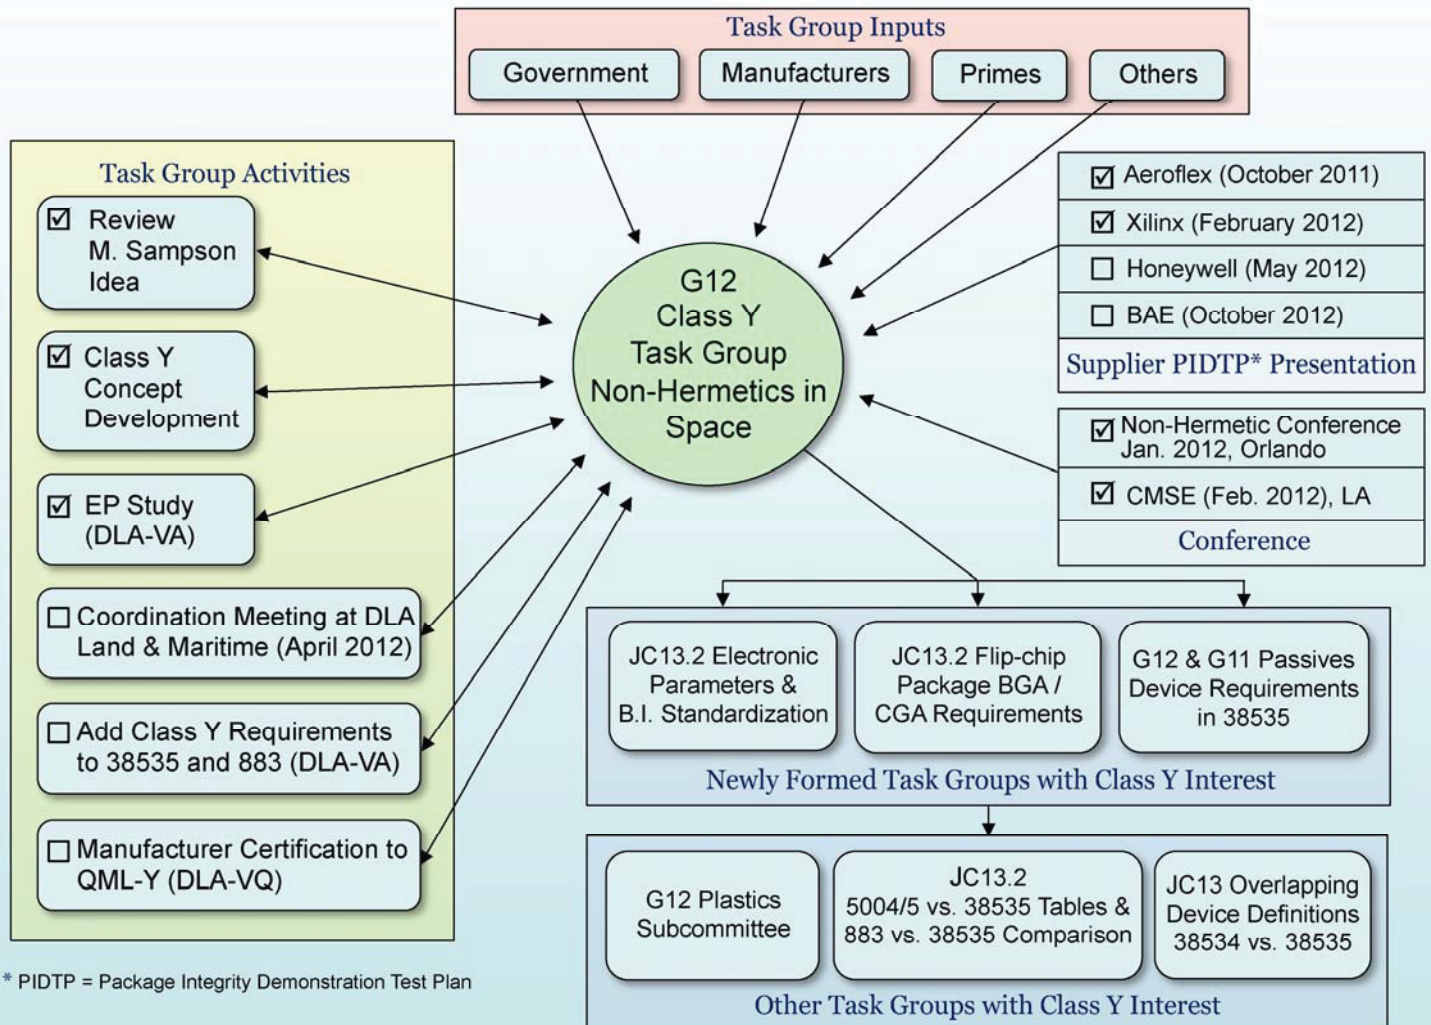 Task Group Inputs
Government
Manufacturers
Primes
Others
Task Group Activities
☑ Review
M. Sampson
Idea
☑ Class Y
Concept
Development
☑ EP Study
(DLA-VA)
☐ Coordination Meeting at DLA
Land & Maritime (April 2012)
☐ Add Class Y Requirements
to 38535 and 883 (DLA-VA)
☐ Manufacturer Certification to
QML-Y (DLA-VQ)
G12
Class Y
Task Group
Non-Hermetics in
Space
☑ Aeroflex (October 2011)
☑ Xilinx (February 2012)
☐ Honeywell (May 2012)
☐ BAE (October 2012)
Supplier PIDTP* Presentation
☑ Non-Hermetic Conference
Jan. 2012, Orlando
☑ CMSE (Feb. 2012), LA
Conference
JC13.2 Electronic
Parameters &
B.I. Standardization
JC13.2 Flip-chip
Package BGA /
CGA Requirements
G12 & G11 Passives
Device Requirements
in 38535
Newly Formed Task Groups with Class Y Interest
G12 Plastics
Subcommittee
JC13.2
5004/5 vs. 38535 Tables &
883 vs. 38535 Comparison
JC13 Overlapping
Device Definitions
38534 vs. 38535
Other Task Groups with Class Y Interest
* PIDTP = Package Integrity Demonstration Test Plan